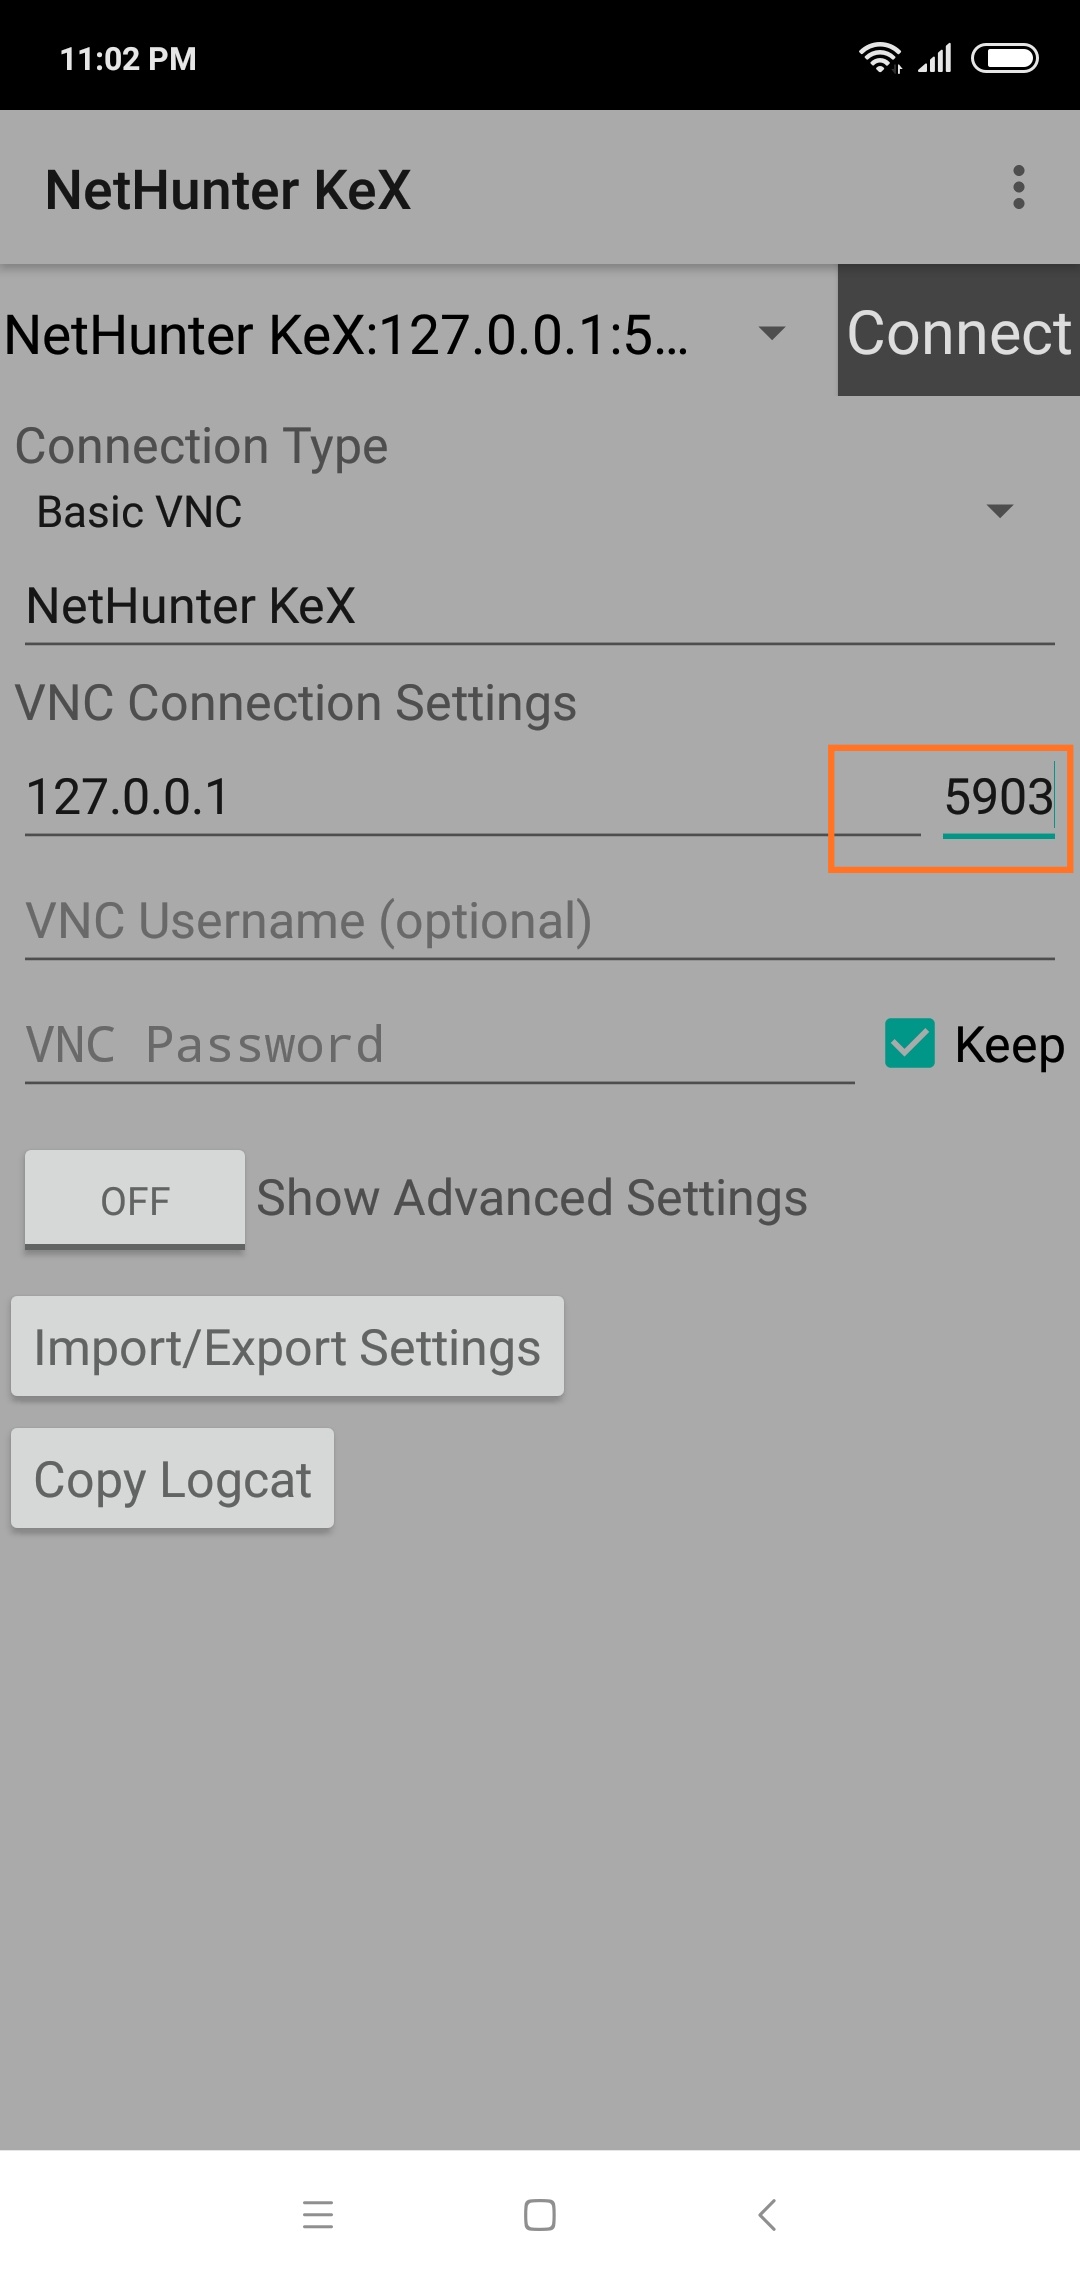 11:02 PM
NetHunter KeX
NetHunter KeX:127.0.0.1:5...
Connect
Connection Type
Basic VNC
NetHunter KeX
VNC Connection Settings
127.0.0.1
5903
VNC Username (optional)
VNC Password
Keep
OFF
Show Advanced Settings
Import/Export Settings
Copy Logcat